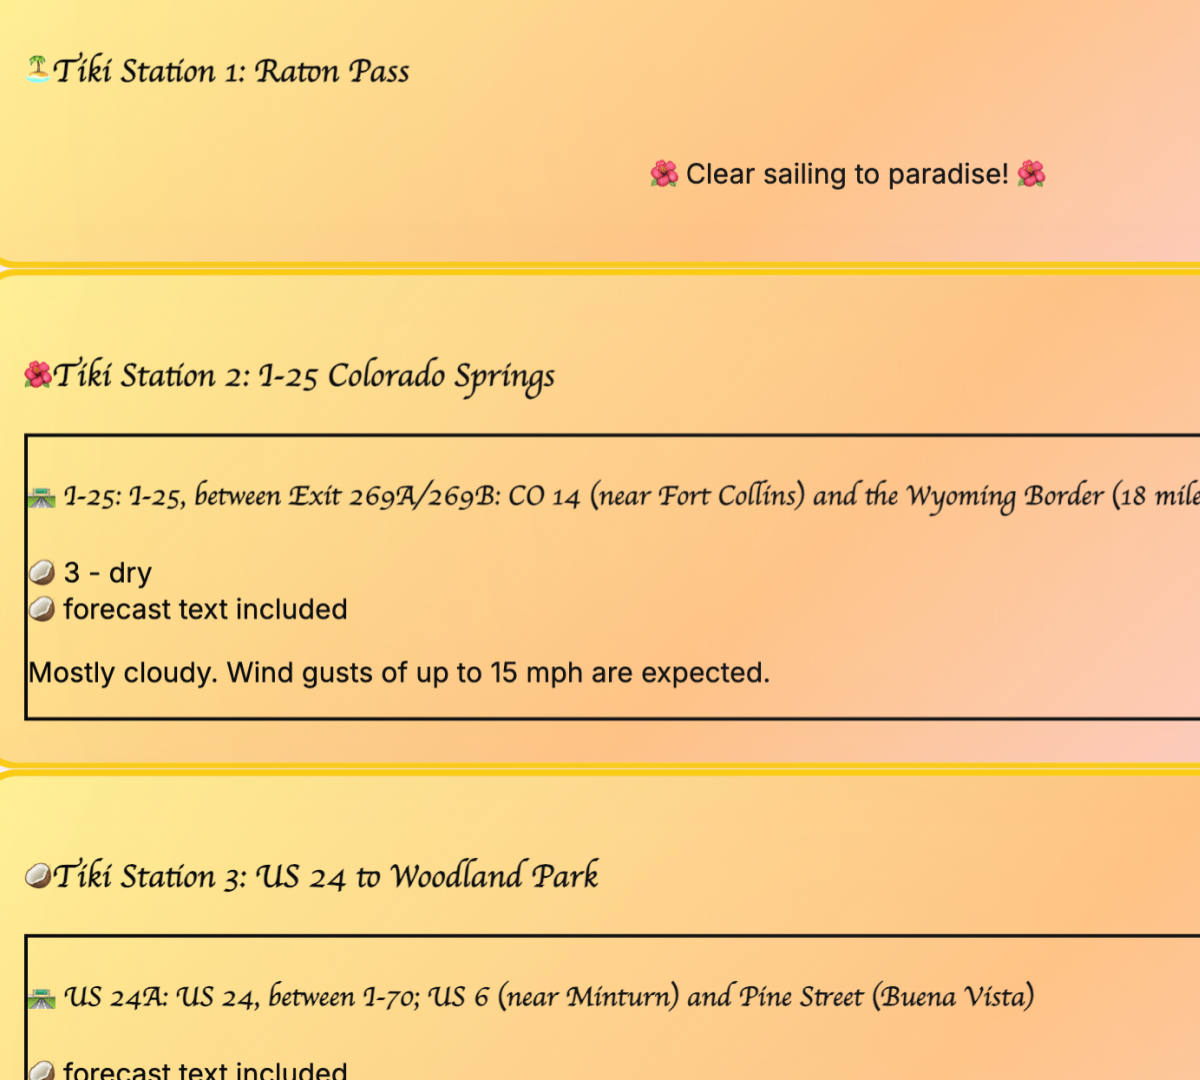 🏝️Tiki Station 1: Raton Pass
🌺 Clear sailing to paradise! 🌺
🌺Tiki Station 2: I-25 Colorado Springs
🛣️ I-25: I-25, between Exit 269A/269B: CO 14 (near Fort Collins) and the Wyoming Border (18 mile
🥥 3 - dry
🥥 forecast text included
Mostly cloudy. Wind gusts of up to 15 mph are expected.
🥥Tiki Station 3: US 24 to Woodland Park
🛣️ US 24A: US 24, between I-70; US 6 (near Minturn) and Pine Street (Buena Vista)
🥥 forecast text included